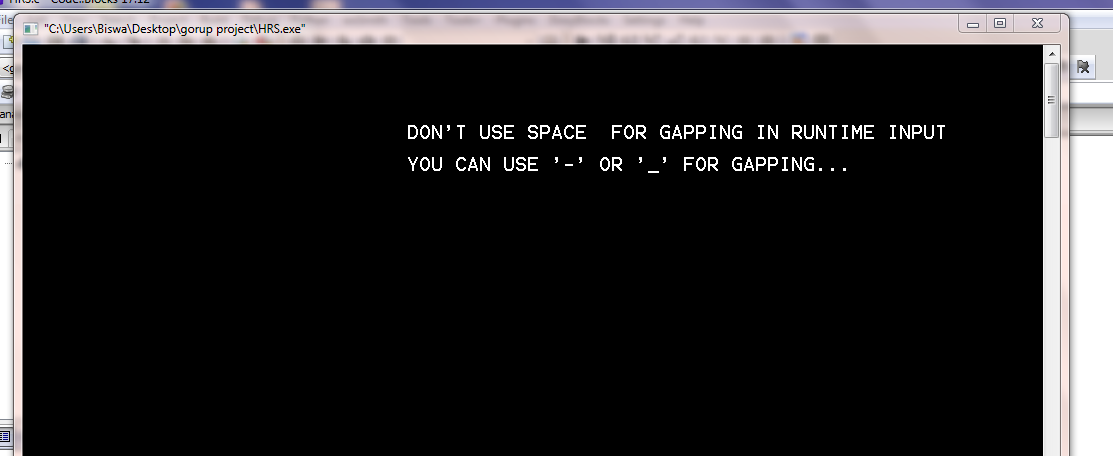 HRS.c - Code::Blocks 17.12
"C:\Users\Biswa\Desktop\gorup project\HRS.exe"
DON'T USE SPACE  FOR GAPPING IN RUNTIME INPUT
YOU CAN USE '-' OR '_' FOR GAPPING...